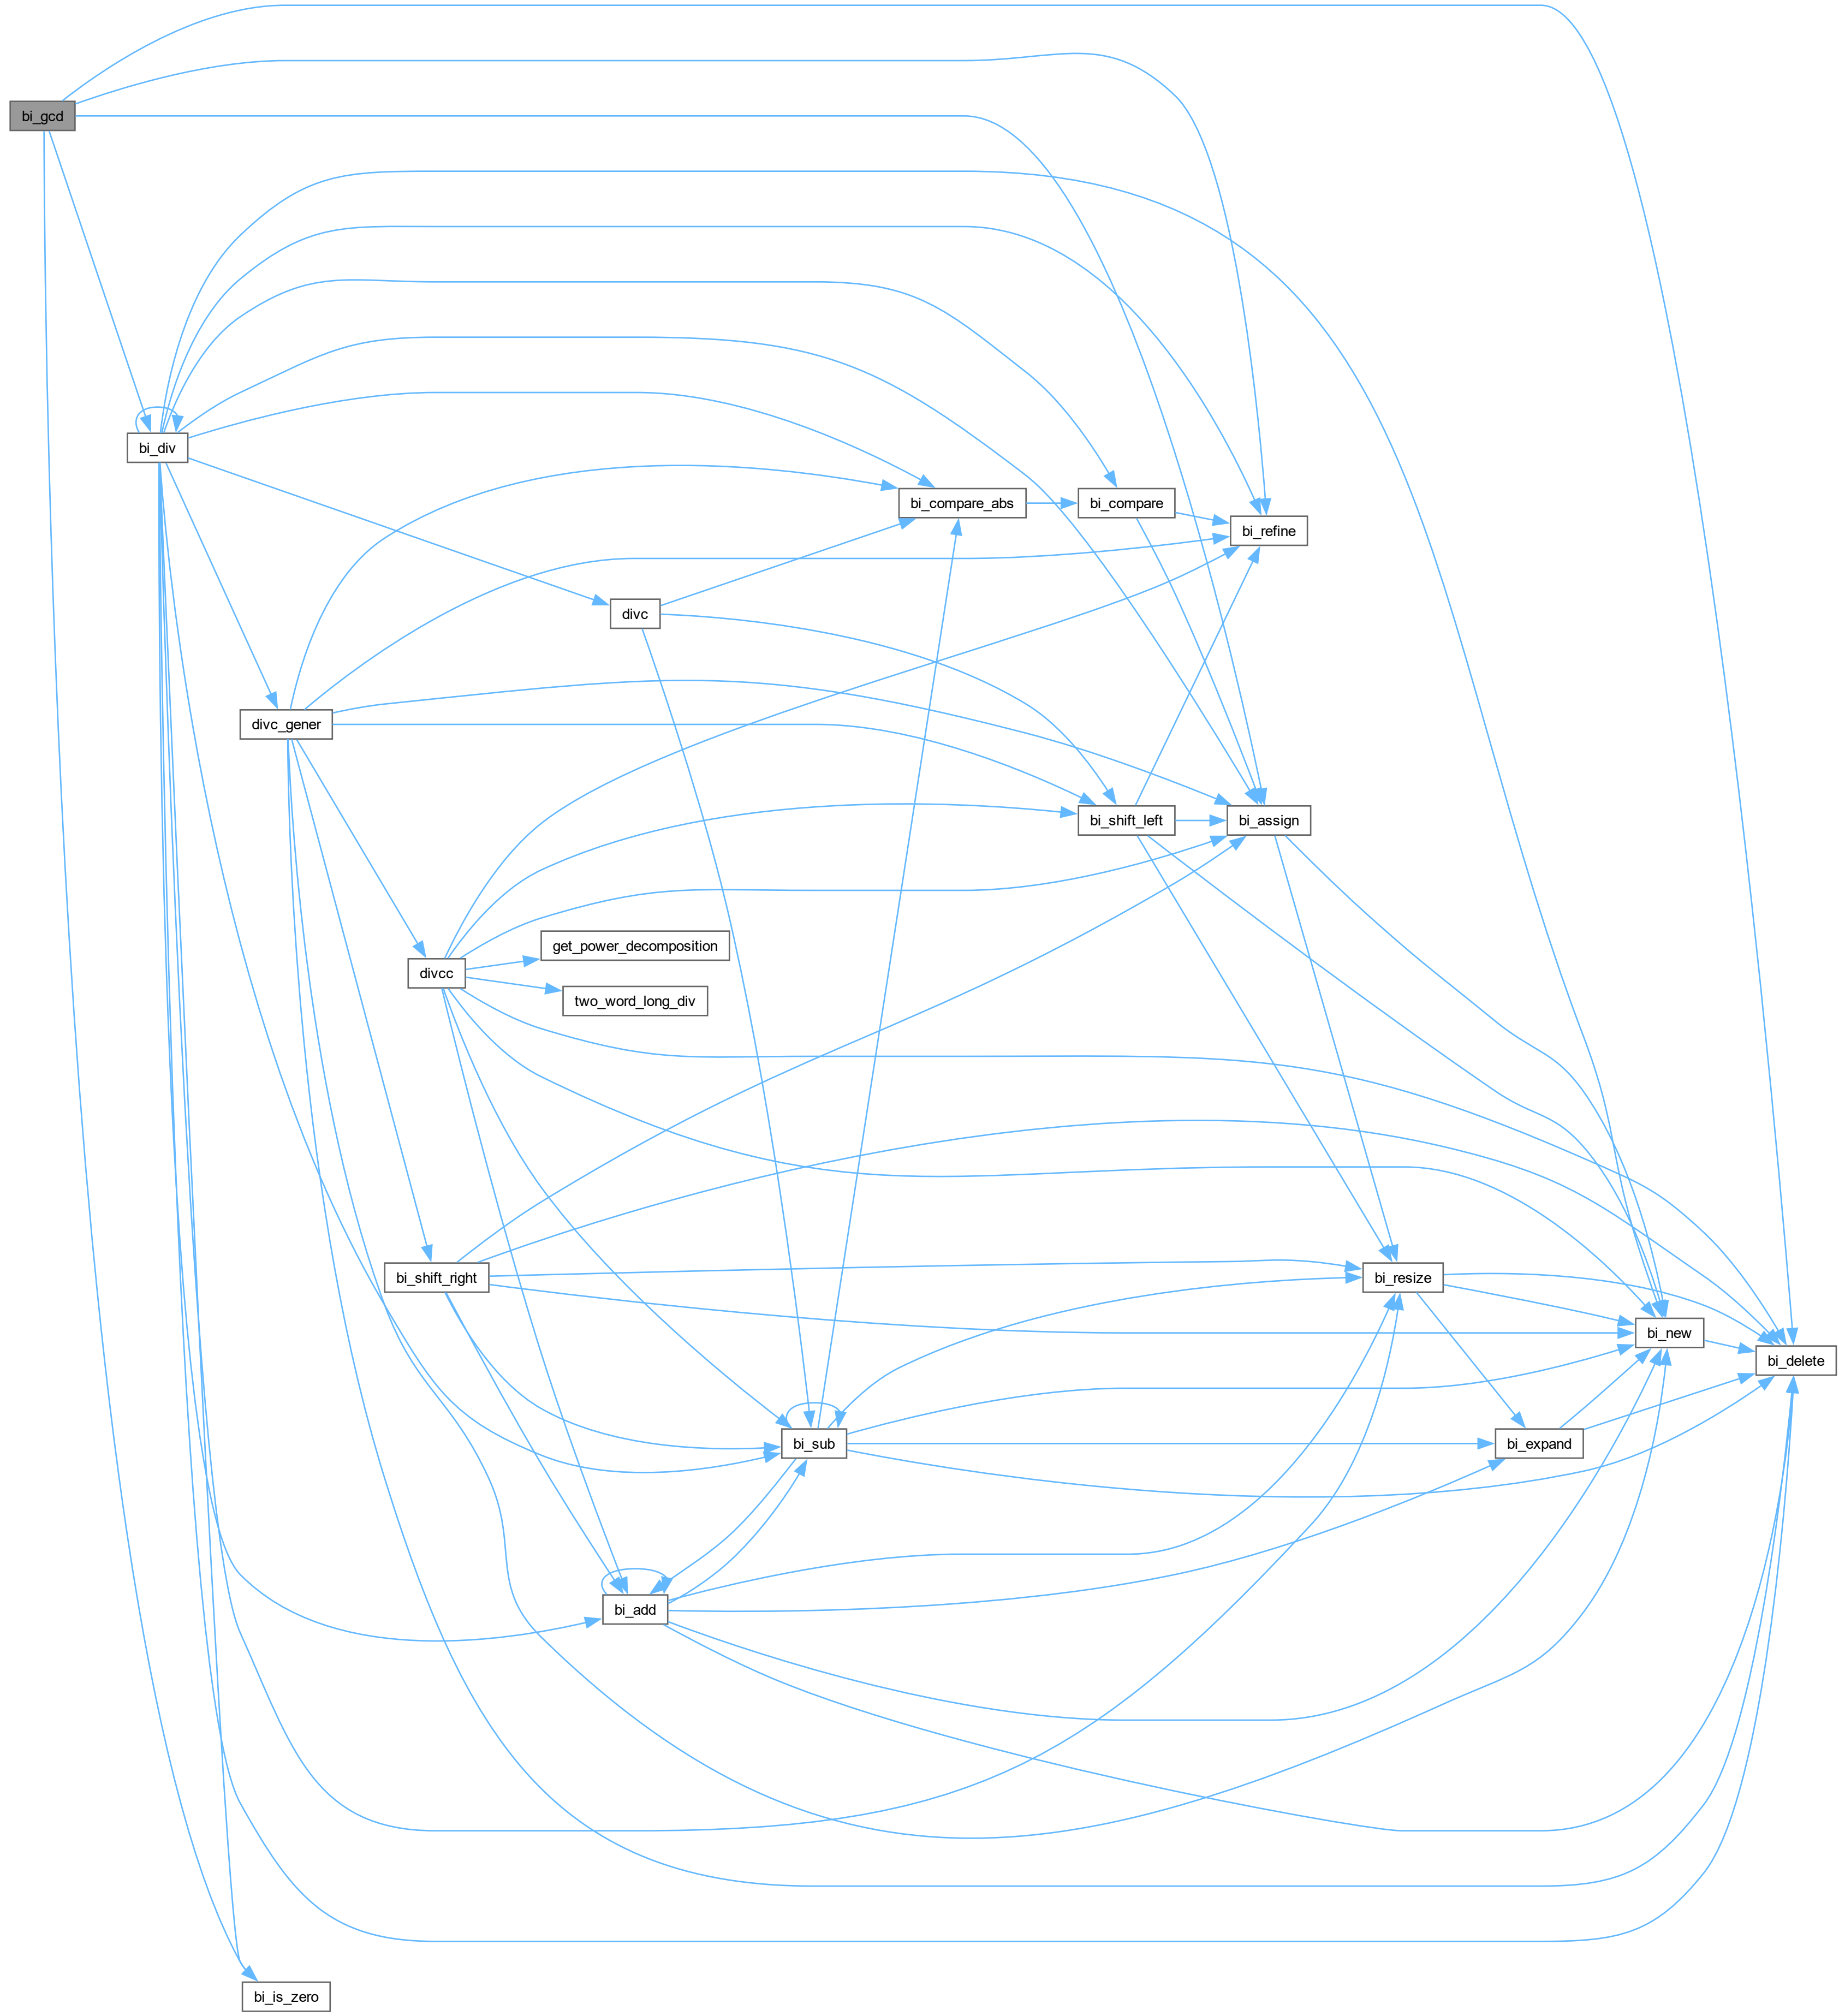 bi_gcd
bi_div
bi_compare_abs
bi_compare
bi_refine
divc
divc_gener
bi_shift_left
bi_assign
get_power_decomposition
divcc
two_word_long_div
bi_shift_right
bi_resize
bi_new
bi_delete
bi_sub
bi_expand
bi_add
bi_is_zero